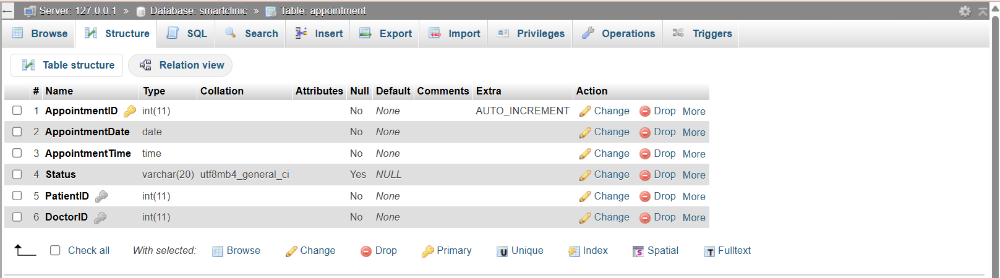 Server: 127.0.0.1 » Database: smartclinic » Table: appointment
Browse Structure SQL Search Insert Export Import Privileges Operations Triggers
Table structure Relation view
# Name Type Collation Attributes Null Default Comments Extra Action
1 AppointmentID int(11) No None AUTO_INCREMENT Change Drop More
2 AppointmentDate date No None Change Drop More
3 AppointmentTime time No None Change Drop More
4 Status varchar(20) utf8mb4_general_ci Yes NULL Change Drop More
5 PatientID int(11) No None Change Drop More
6 DoctorID int(11) No None Change Drop More
Check all With selected: Browse Change Drop Primary Unique Index Spatial Fulltext